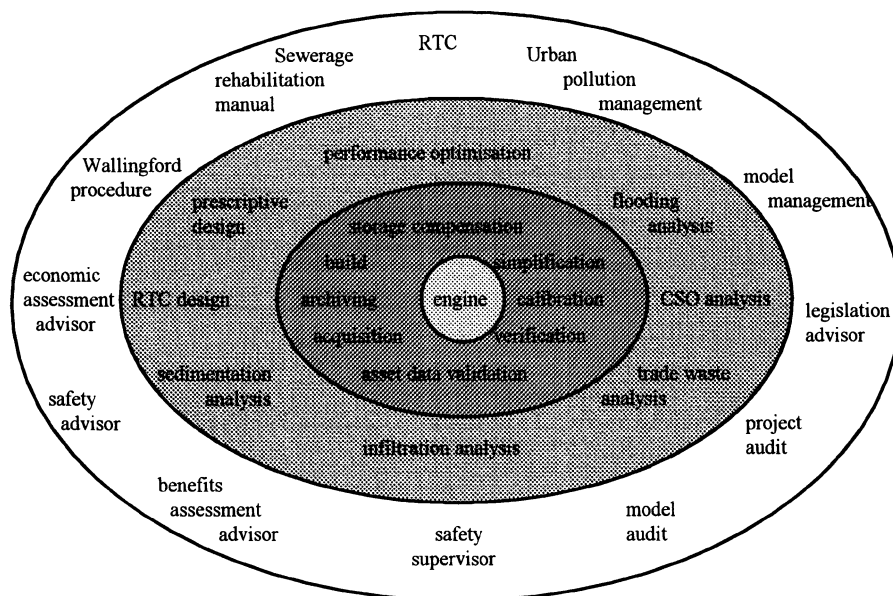 RTC
Sewerage
rehabilitation
manual
Urban
pollution
management
performance optimisation
Wallingford
procedure
model
management
prescriptive
design
flooding
analysis
storage compensation
build
simplification
economic
assessment
advisor
RTC design
archiving
engine
calibration
CSO analysis
legislation
advisor
acquisition
verification
sedimentation
analysis
asset data validation
trade waste
analysis
safety
advisor
project
audit
infiltration analysis
benefits
assessment
advisor
safety
supervisor
model
audit